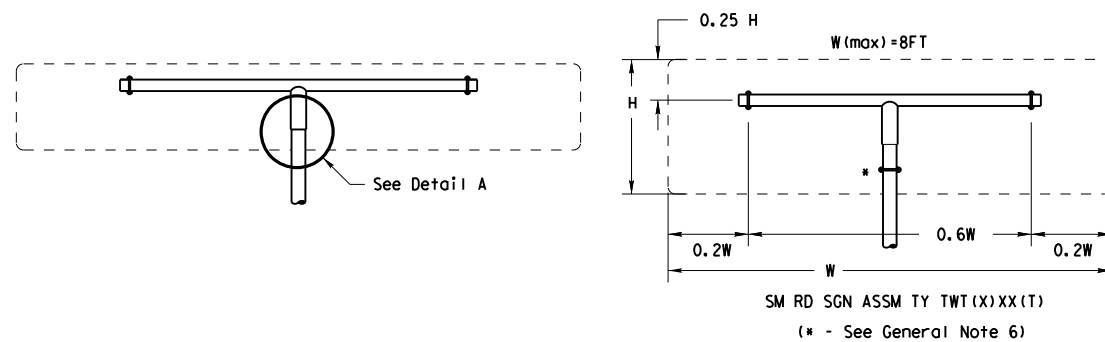 0.25 H
W(max)=8FT
H
See Detail A
*
0.2W
0.6W
0.2W
W
SM RD SGN ASSM TY TWT(X)XX(T)
(* - See General Note 6)